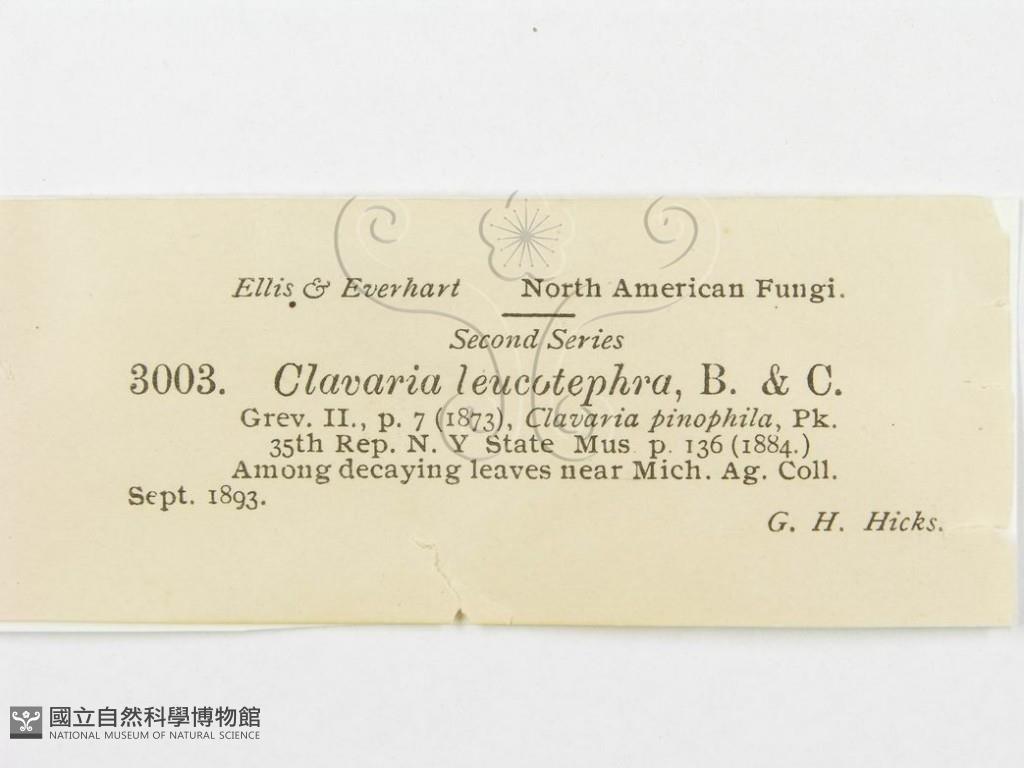 Ellis & Everhart North American Fungi.
Second Series
3003. Clavaria leucotephra, B. & C.
Grev. II., p. 7 (1873), Clavaria pinophila, Pk.
35th Rep. N. Y State Mus p. 136 (1884.)
Among decaying leaves near Mich. Ag. Coll.
Sept. 1893.
G. H. Hicks.
國立自然科學博物館
NATIONAL MUSEUM OF NATURAL SCIENCE